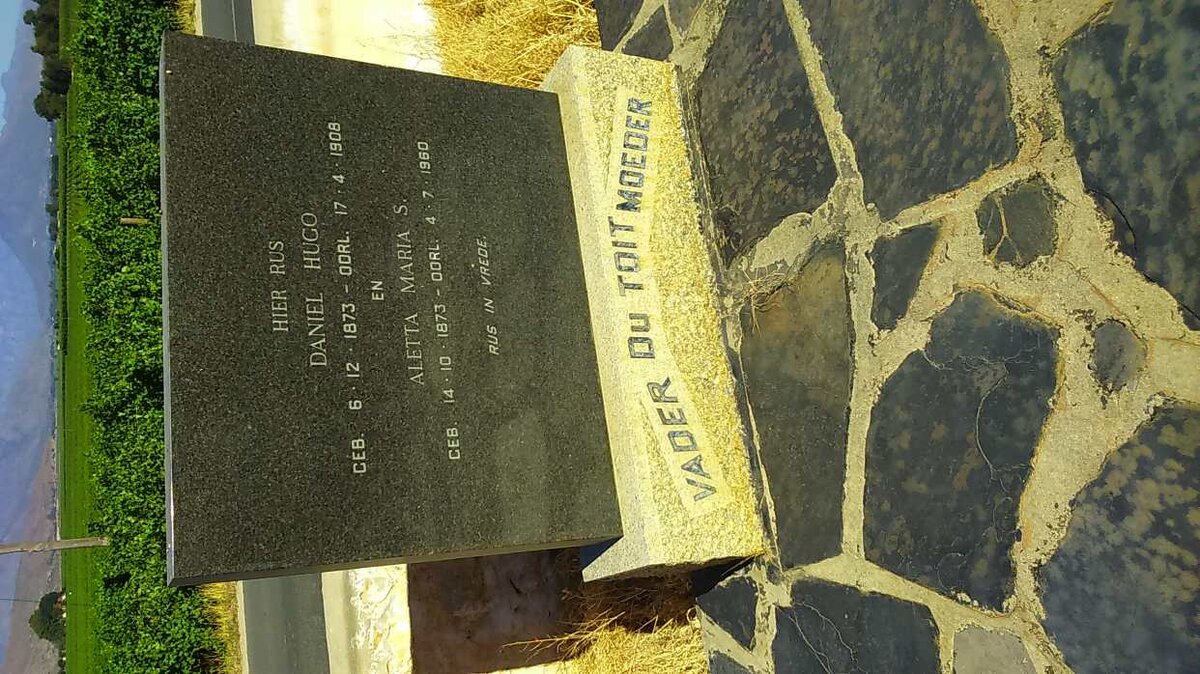 HIER RUS
DANIEL HUGO
GEB. 6·12·1873 – OORL. 17·4·1908
EN
ALETTA MARIA S.
GEB. 14·10·1873 – OORL. 4·7·1960
RUS IN VREDE.
VADER DU TOIT MOEDER